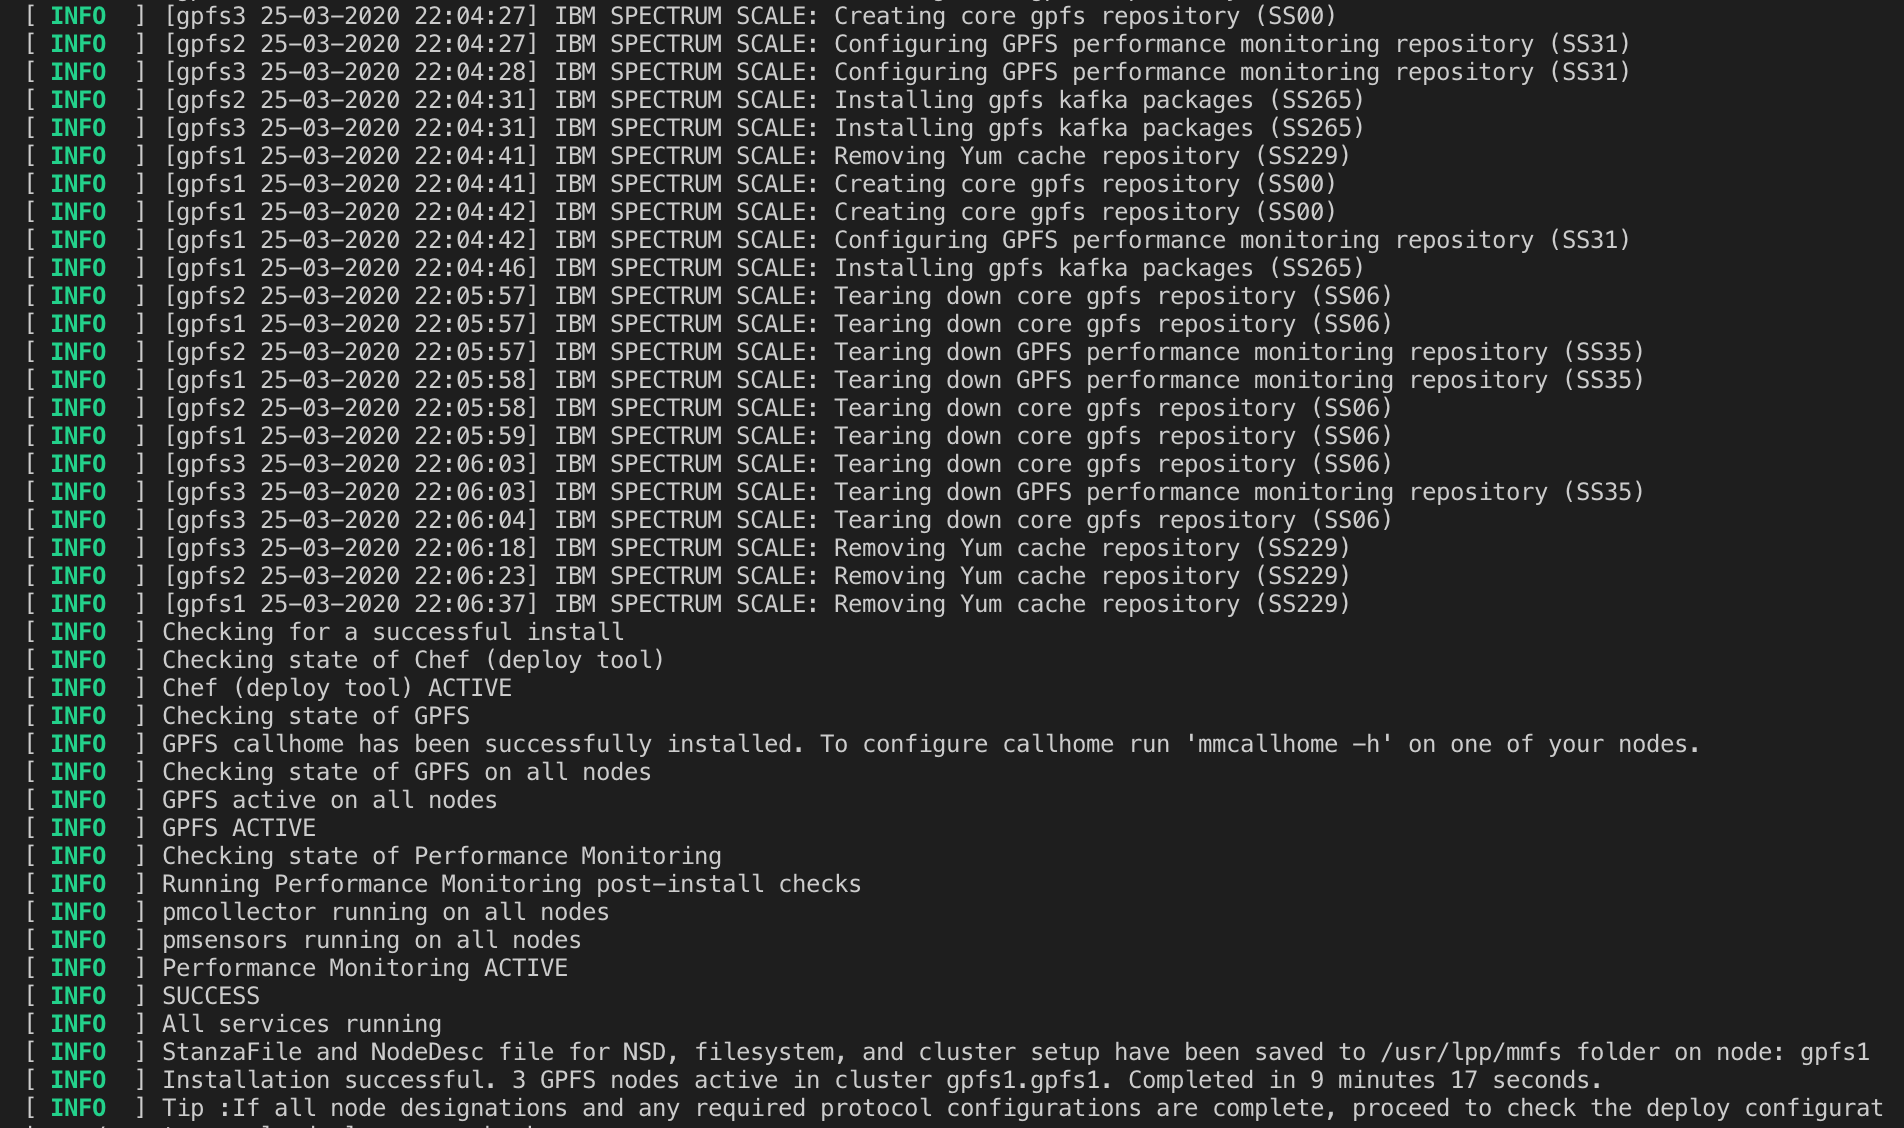 [ INFO  ] [gpfs3 25-03-2020 22:04:27] IBM SPECTRUM SCALE: Creating core gpfs repository (SS00)
[ INFO  ] [gpfs2 25-03-2020 22:04:27] IBM SPECTRUM SCALE: Configuring GPFS performance monitoring repository (SS31)
[ INFO  ] [gpfs3 25-03-2020 22:04:28] IBM SPECTRUM SCALE: Configuring GPFS performance monitoring repository (SS31)
[ INFO  ] [gpfs2 25-03-2020 22:04:31] IBM SPECTRUM SCALE: Installing gpfs kafka packages (SS265)
[ INFO  ] [gpfs3 25-03-2020 22:04:31] IBM SPECTRUM SCALE: Installing gpfs kafka packages (SS265)
[ INFO  ] [gpfs1 25-03-2020 22:04:41] IBM SPECTRUM SCALE: Removing Yum cache repository (SS229)
[ INFO  ] [gpfs1 25-03-2020 22:04:41] IBM SPECTRUM SCALE: Creating core gpfs repository (SS00)
[ INFO  ] [gpfs1 25-03-2020 22:04:42] IBM SPECTRUM SCALE: Creating core gpfs repository (SS00)
[ INFO  ] [gpfs1 25-03-2020 22:04:42] IBM SPECTRUM SCALE: Configuring GPFS performance monitoring repository (SS31)
[ INFO  ] [gpfs1 25-03-2020 22:04:46] IBM SPECTRUM SCALE: Installing gpfs kafka packages (SS265)
[ INFO  ] [gpfs2 25-03-2020 22:05:57] IBM SPECTRUM SCALE: Tearing down core gpfs repository (SS06)
[ INFO  ] [gpfs1 25-03-2020 22:05:57] IBM SPECTRUM SCALE: Tearing down core gpfs repository (SS06)
[ INFO  ] [gpfs2 25-03-2020 22:05:57] IBM SPECTRUM SCALE: Tearing down GPFS performance monitoring repository (SS35)
[ INFO  ] [gpfs1 25-03-2020 22:05:58] IBM SPECTRUM SCALE: Tearing down GPFS performance monitoring repository (SS35)
[ INFO  ] [gpfs2 25-03-2020 22:05:58] IBM SPECTRUM SCALE: Tearing down core gpfs repository (SS06)
[ INFO  ] [gpfs1 25-03-2020 22:05:59] IBM SPECTRUM SCALE: Tearing down core gpfs repository (SS06)
[ INFO  ] [gpfs3 25-03-2020 22:06:03] IBM SPECTRUM SCALE: Tearing down core gpfs repository (SS06)
[ INFO  ] [gpfs3 25-03-2020 22:06:03] IBM SPECTRUM SCALE: Tearing down GPFS performance monitoring repository (SS35)
[ INFO  ] [gpfs3 25-03-2020 22:06:04] IBM SPECTRUM SCALE: Tearing down core gpfs repository (SS06)
[ INFO  ] [gpfs3 25-03-2020 22:06:18] IBM SPECTRUM SCALE: Removing Yum cache repository (SS229)
[ INFO  ] [gpfs2 25-03-2020 22:06:23] IBM SPECTRUM SCALE: Removing Yum cache repository (SS229)
[ INFO  ] [gpfs1 25-03-2020 22:06:37] IBM SPECTRUM SCALE: Removing Yum cache repository (SS229)
[ INFO  ] Checking for a successful install
[ INFO  ] Checking state of Chef (deploy tool)
[ INFO  ] Chef (deploy tool) ACTIVE
[ INFO  ] Checking state of GPFS
[ INFO  ] GPFS callhome has been successfully installed. To configure callhome run 'mmcallhome -h' on one of your nodes.
[ INFO  ] Checking state of GPFS on all nodes
[ INFO  ] GPFS active on all nodes
[ INFO  ] GPFS ACTIVE
[ INFO  ] Checking state of Performance Monitoring
[ INFO  ] Running Performance Monitoring post-install checks
[ INFO  ] pmcollector running on all nodes
[ INFO  ] pmsensors running on all nodes
[ INFO  ] Performance Monitoring ACTIVE
[ INFO  ] SUCCESS
[ INFO  ] All services running
[ INFO  ] StanzaFile and NodeDesc file for NSD, filesystem, and cluster setup have been saved to /usr/lpp/mmfs folder on node: gpfs1
[ INFO  ] Installation successful. 3 GPFS nodes active in cluster gpfs1.gpfs1. Completed in 9 minutes 17 seconds.
[ INFO  ] Tip :If all node designations and any required protocol configurations are complete, proceed to check the deploy configurat